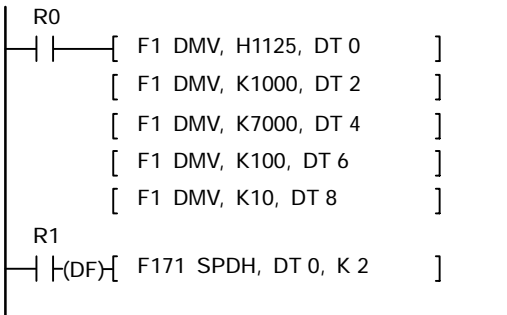 R0
[ F1 DMV, H1125, DT 0 ]
[ F1 DMV, K1000, DT 2 ]
[ F1 DMV, K7000, DT 4 ]
[ F1 DMV, K100, DT 6 ]
[ F1 DMV, K10, DT 8 ]
R1
(DF) [ F171 SPDH, DT 0, K 2 ]